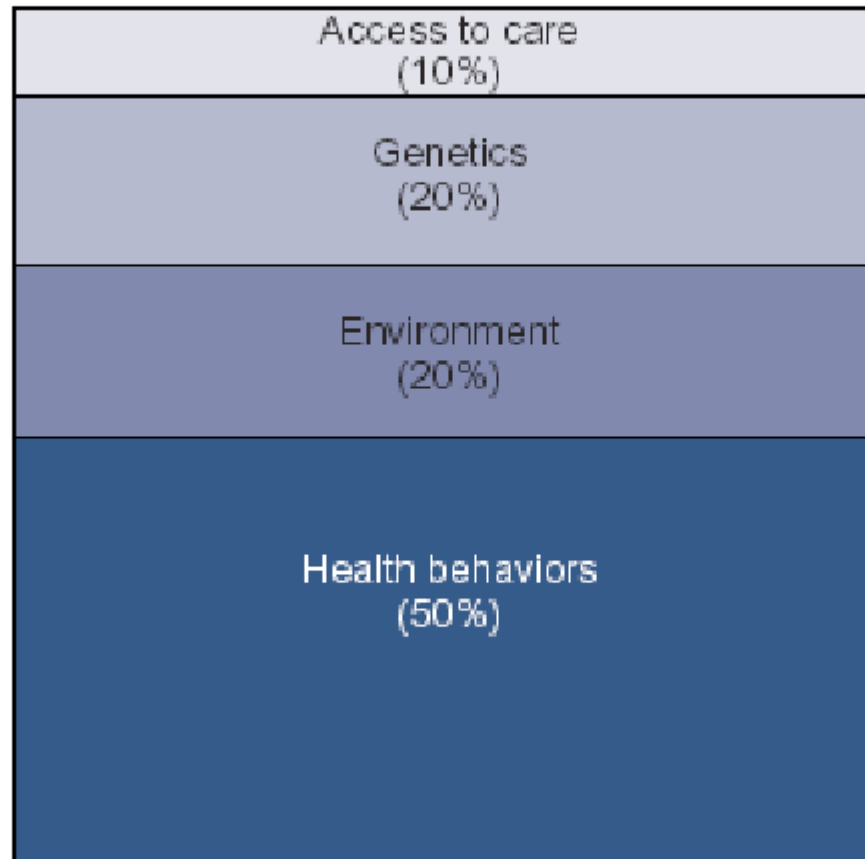 Access to care
(10%)
Genetics
(20%)
Environment
(20%)
Health behaviors
(50%)